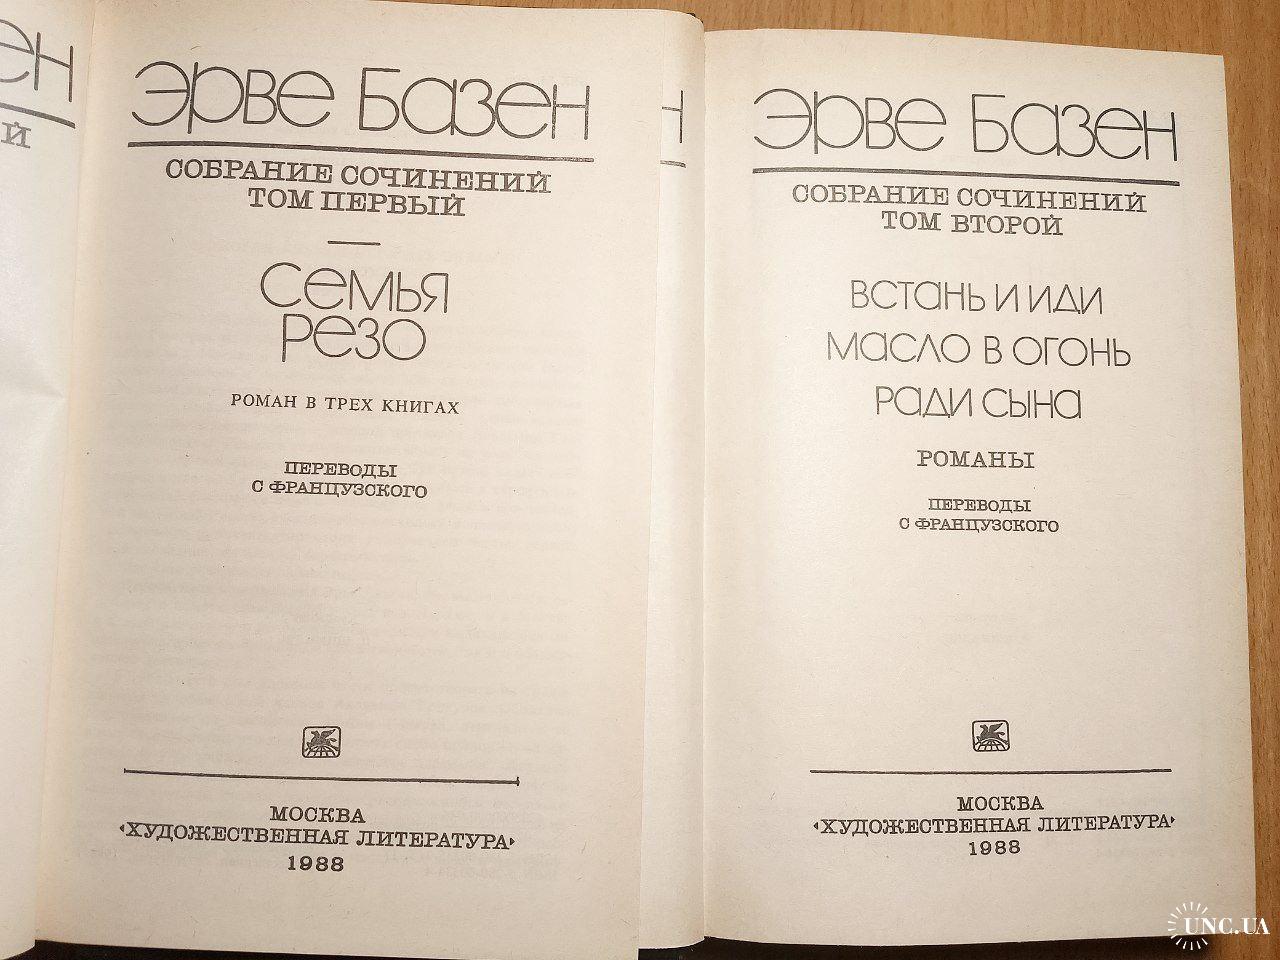 ен
й
эрве Базен
СОБРАНИЕ СОЧИНЕНИЙ
ТОМ ПЕРВЫЙ
семья
резо
РОМАН В ТРЕХ КНИГАХ
ПЕРЕВОДЫ
С ФРАНЦУЗСКОГО
МОСКВА
«ХУДОЖЕСТВЕННАЯ ЛИТЕРАТУРА»
1988
н
эрве Базен
СОБРАНИЕ СОЧИНЕНИЙ
ТОМ ВТОРОЙ
встань и иди
масло в огонь
ради сына
РОМАНЫ
ПЕРЕВОДЫ
С ФРАНЦУЗСКОГО
МОСКВА
«ХУДОЖЕСТВЕННАЯ ЛИТЕРАТУРА»
1988
UNC.UA